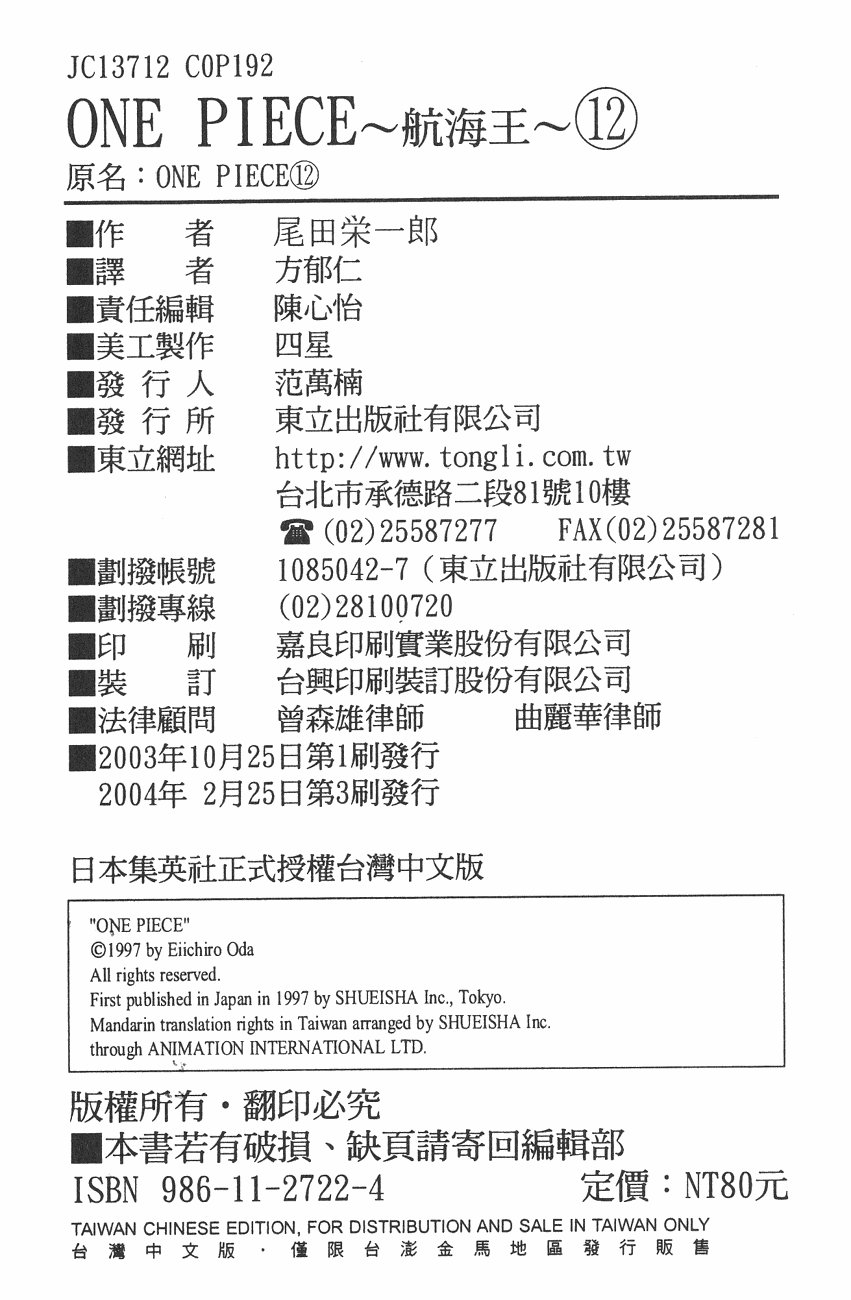 JC13712 C0P192
ONE PIECE～航海王～⑫
原名：ONE PIECE⑫
■作　　者　　尾田栄一郎
■譯　　者　　方郁仁
■責任編輯　　陳心怡
■美工製作　　四星
■發 行 人　　范萬楠
■發 行 所　　東立出版社有限公司
■東立網址　　http://www.tongli.com.tw
台北市承德路二段81號10樓
☎(02)25587277　FAX(02)25587281
■劃撥帳號　　1085042-7（東立出版社有限公司）
■劃撥專線　　(02)28100720
■印　　刷　　嘉良印刷實業股份有限公司
■裝　　訂　　台興印刷裝訂股份有限公司
■法律顧問　　曾森雄律師　　曲麗華律師
■2003年10月25日第1刷發行
2004年 2月25日第3刷發行
日本集英社正式授權台灣中文版
"ONE PIECE"
©1997 by Eiichiro Oda
All rights reserved.
First published in Japan in 1997 by SHUEISHA Inc., Tokyo.
Mandarin translation rights in Taiwan arranged by SHUEISHA Inc.
through ANIMATION INTERNATIONAL LTD.
版權所有・翻印必究
■本書若有破損、缺頁請寄回編輯部
ISBN 986-11-2722-4　　定價：NT80元
TAIWAN CHINESE EDITION, FOR DISTRIBUTION AND SALE IN TAIWAN ONLY
台灣中文版・僅限台澎金馬地區發行販售